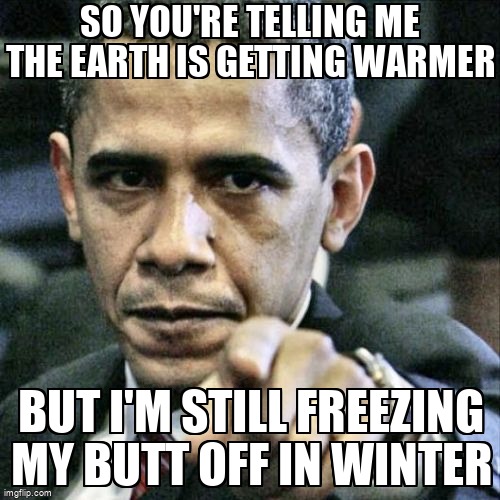 SO YOU'RE TELLING ME
THE EARTH IS GETTING WARMER
BUT I'M STILL FREEZING
MY BUTT OFF IN WINTER
imgflip.com